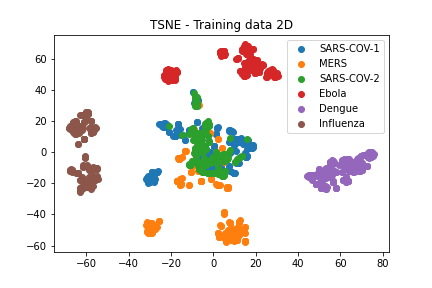 TSNE - Training data 2D
SARS-COV-1
MERS
SARS-COV-2
Ebola
Dengue
Influenza
60
40
20
0
−20
−40
−60
−60 −40 −20 0 20 40 60 80